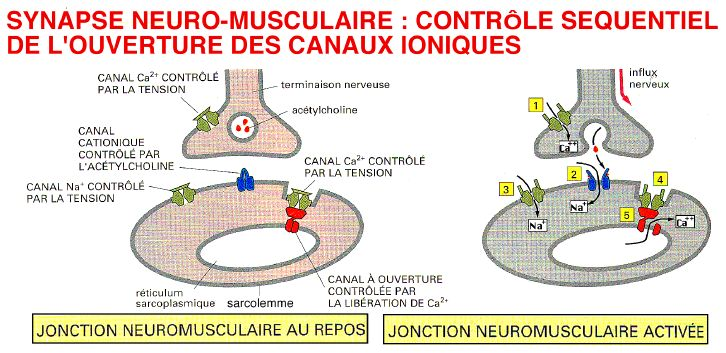 SYNAPSE NEURO-MUSCULAIRE : CONTRÔLE SEQUENTIEL
DE L'OUVERTURE DES CANAUX IONIQUES
CANAL Ca²⁺ CONTRÔLÉ
PAR LA TENSION
terminaison nerveuse
acétylcholine
CANAL
CATIONIQUE
CONTRÔLÉ PAR
L'ACÉTYLCHOLINE
CANAL Ca²⁺ CONTRÔLÉ
PAR LA TENSION
CANAL Na⁺ CONTRÔLÉ
PAR LA TENSION
réticulum
sarcoplasmique
sarcolemme
CANAL À OUVERTURE
CONTRÔLÉE PAR
LA LIBÉRATION DE Ca²⁺
JONCTION NEUROMUSCULAIRE AU REPOS
influx
nerveux
1
Ca⁺⁺
2
3
4
Na⁺
Na⁺
5
Ca⁺⁺
JONCTION NEUROMUSCULAIRE ACTIVÉE